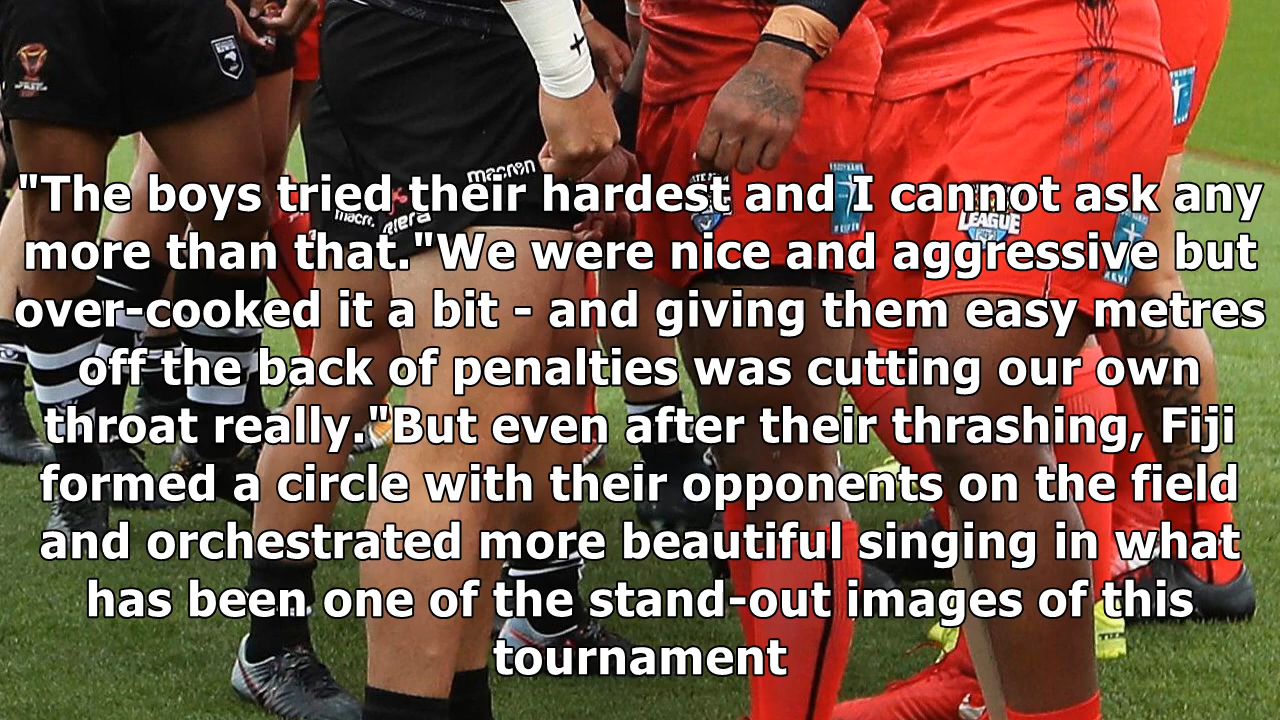 "The boys tried their hardest and I cannot ask any
more than that."We were nice and aggressive but
over-cooked it a bit - and giving them easy metres
off the back of penalties was cutting our own
throat really."But even after their thrashing, Fiji
formed a circle with their opponents on the field
and orchestrated more beautiful singing in what
has been one of the stand-out images of this
tournament
macron
LEAGUE